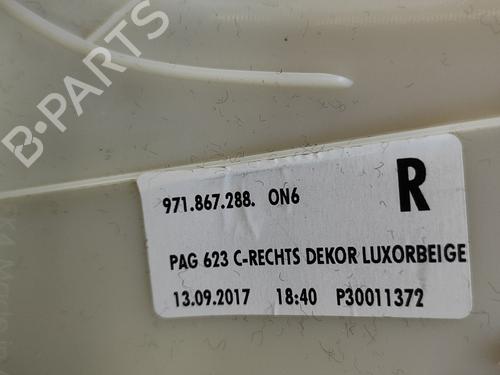 B-PARTS
971.867.288. ON6
R
PAG 623 C-RECHTS DEKOR LUXORBEIGE
13.09.2017 18:40 P30011372